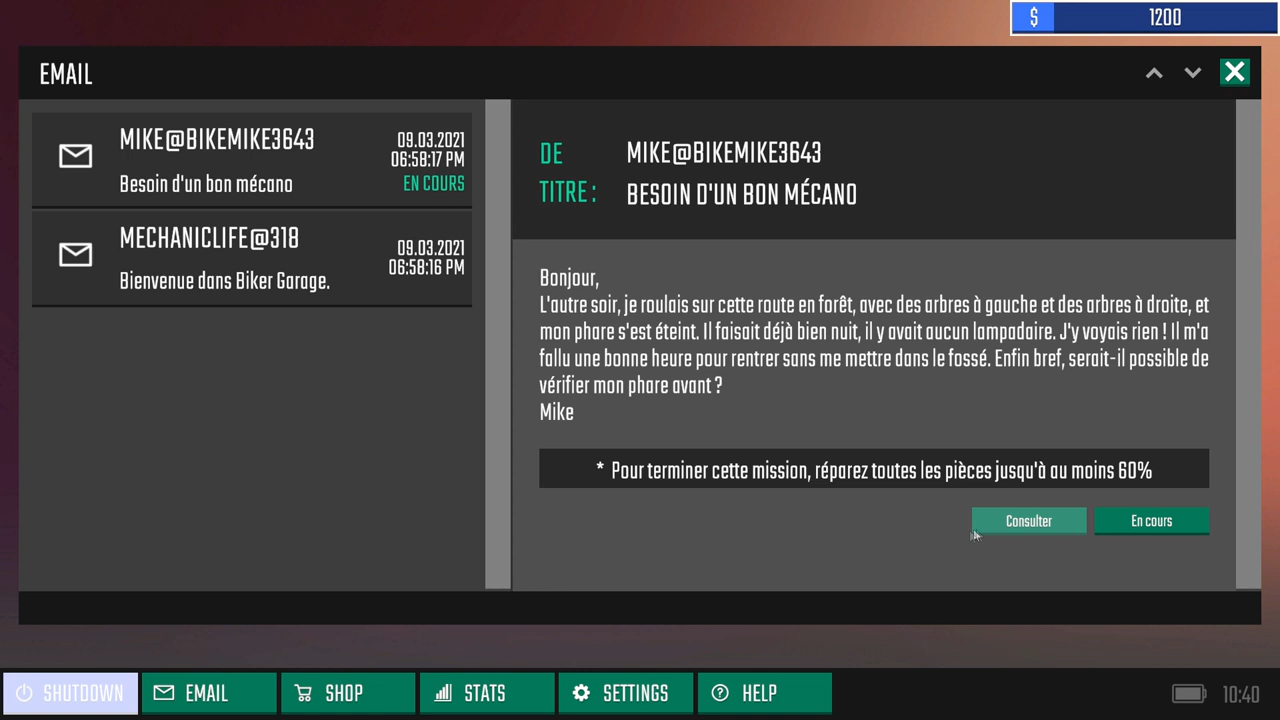 $ 1200
EMAIL
MIKE@BIKEMIKE3643
09.03.2021
06:58:17 PM
Besoin d'un bon mécano
EN COURS
MECHANICLIFE@318
09.03.2021
06:58:16 PM
Bienvenue dans Biker Garage.
DE MIKE@BIKEMIKE3643
TITRE : BESOIN D'UN BON MÉCANO
Bonjour,
L'autre soir, je roulais sur cette route en forêt, avec des arbres à gauche et des arbres à droite, et
mon phare s'est éteint. Il faisait déjà bien nuit, il y avait aucun lampadaire. J'y voyais rien ! Il m'a
fallu une bonne heure pour rentrer sans me mettre dans le fossé. Enfin bref, serait-il possible de
vérifier mon phare avant ?
Mike
* Pour terminer cette mission, réparez toutes les pièces jusqu'à au moins 60%
Consulter
En cours
SHUTDOWN
EMAIL
SHOP
STATS
SETTINGS
HELP
10:40